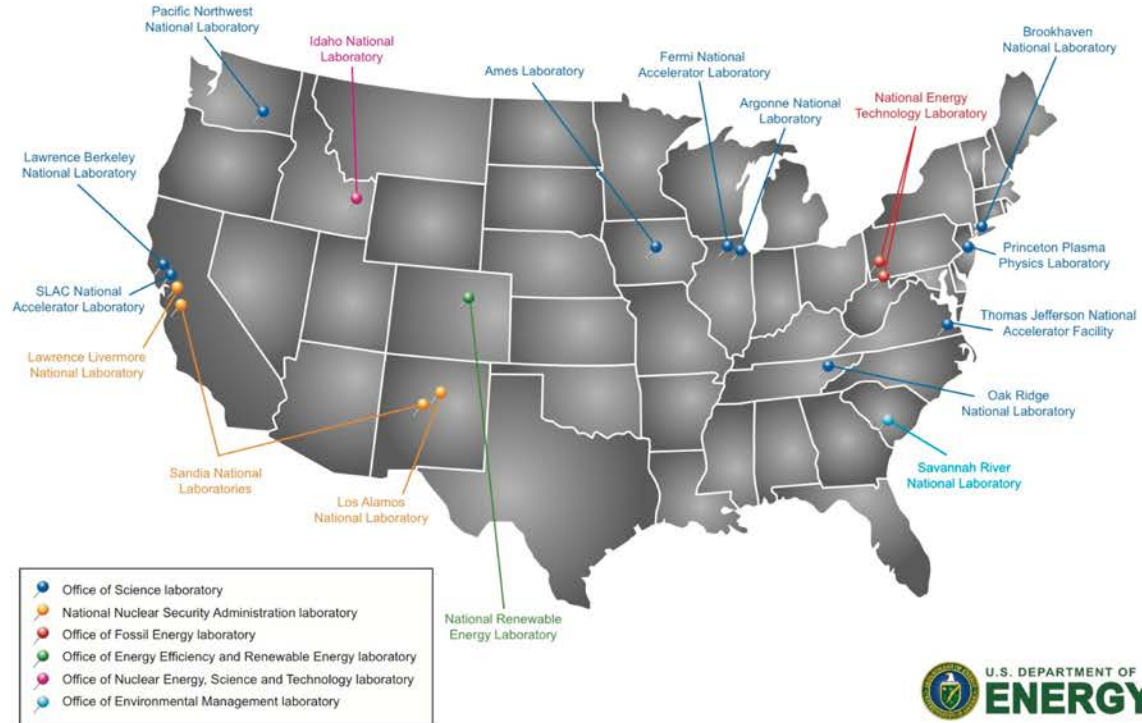 Pacific Northwest
National Laboratory
Idaho National
Laboratory
Ames Laboratory
Fermi National
Accelerator Laboratory
Argonne National
Laboratory
National Energy
Technology Laboratory
Brookhaven
National Laboratory
Lawrence Berkeley
National Laboratory
SLAC National
Accelerator Laboratory
Lawrence Livermore
National Laboratory
Princeton Plasma
Physics Laboratory
Thomas Jefferson National
Accelerator Facility
Oak Ridge
National Laboratory
Savannah River
National Laboratory
Sandia National
Laboratories
Los Alamos
National Laboratory
National Renewable
Energy Laboratory
Office of Science laboratory
National Nuclear Security Administration laboratory
Office of Fossil Energy laboratory
Office of Energy Efficiency and Renewable Energy laboratory
Office of Nuclear Energy, Science and Technology laboratory
Office of Environmental Management laboratory
U.S. DEPARTMENT OF
ENERGY